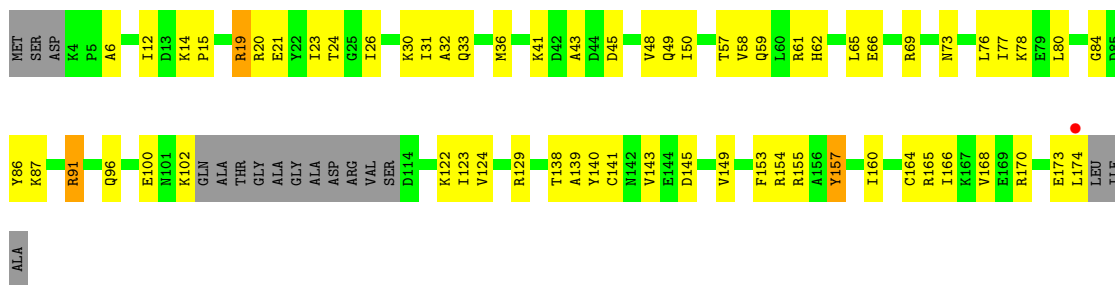 MET SER ASP K4 P5 A6 I12 D13 K14 P15 R19 R20 E21 Y22 I23 T24 G25 I26 K30 I31 A32 Q33 M36 K41 D42 A43 D44 D45 V48 Q49 I50 T57 V58 Q59 L60 R61 H62 L65 E66 R69 N73 L76 I77 K78 E79 L80 G84 D85
Y86 K87 R91 Q96 E100 N101 K102 GLN ALA THR GLY ALA GLY ALA ASP ARG VAL SER D114 K122 I123 V124 R129 T138 A139 Y140 C141 N142 V143 E144 D145 V149 F153 R154 R155 A156 Y157 I160 C164 R165 I166 K167 V168 E169 R170 E173 L174 LEU ILE
ALA